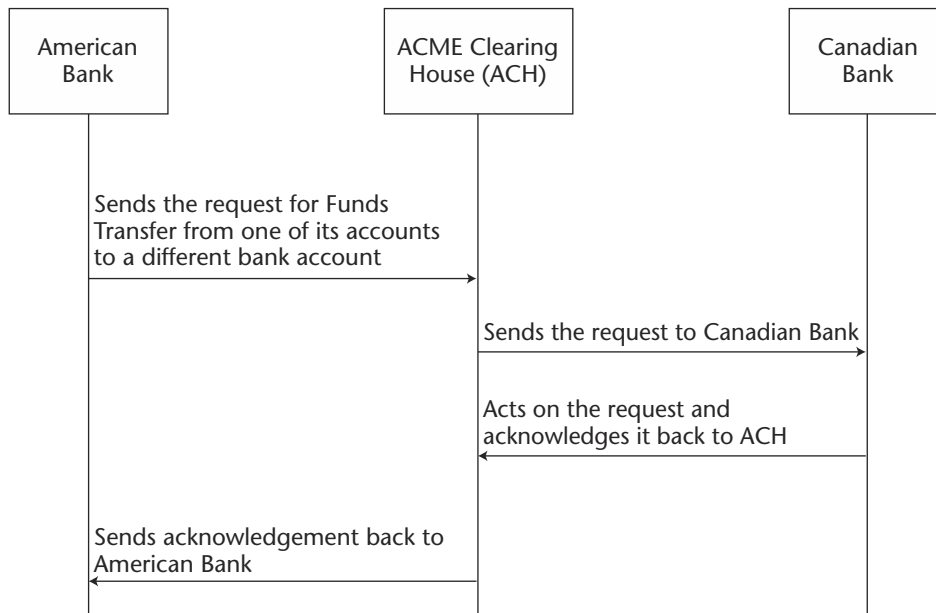 American
Bank
ACME Clearing
House (ACH)
Canadian
Bank
Sends the request for Funds
Transfer from one of its accounts
to a different bank account
Sends the request to Canadian Bank
Acts on the request and
acknowledges it back to ACH
Sends acknowledgement back to
American Bank